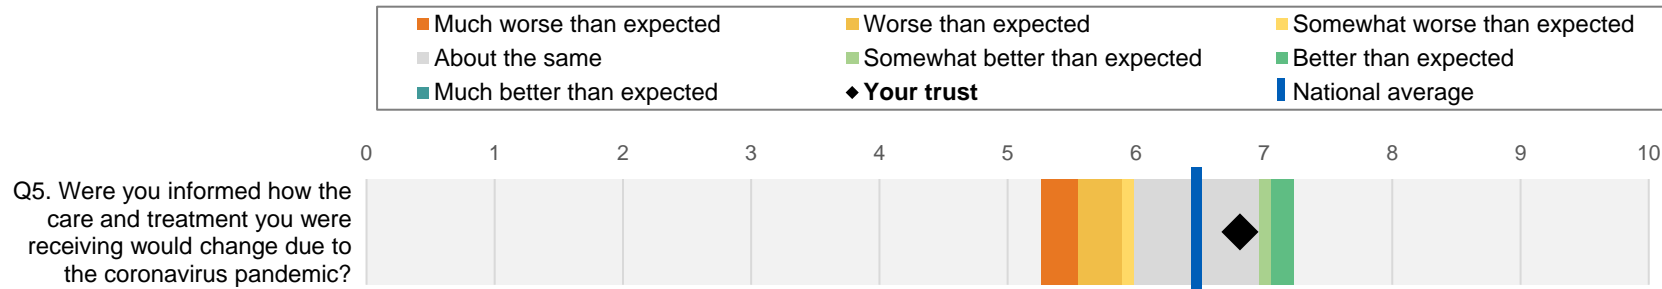 Much worse than expected
Worse than expected
Somewhat worse than expected
About the same
Somewhat better than expected
Better than expected
Much better than expected
Your trust
National average
0 1 2 3 4 5 6 7 8 9 10
Q5. Were you informed how the
care and treatment you were
receiving would change due to
the coronavirus pandemic?